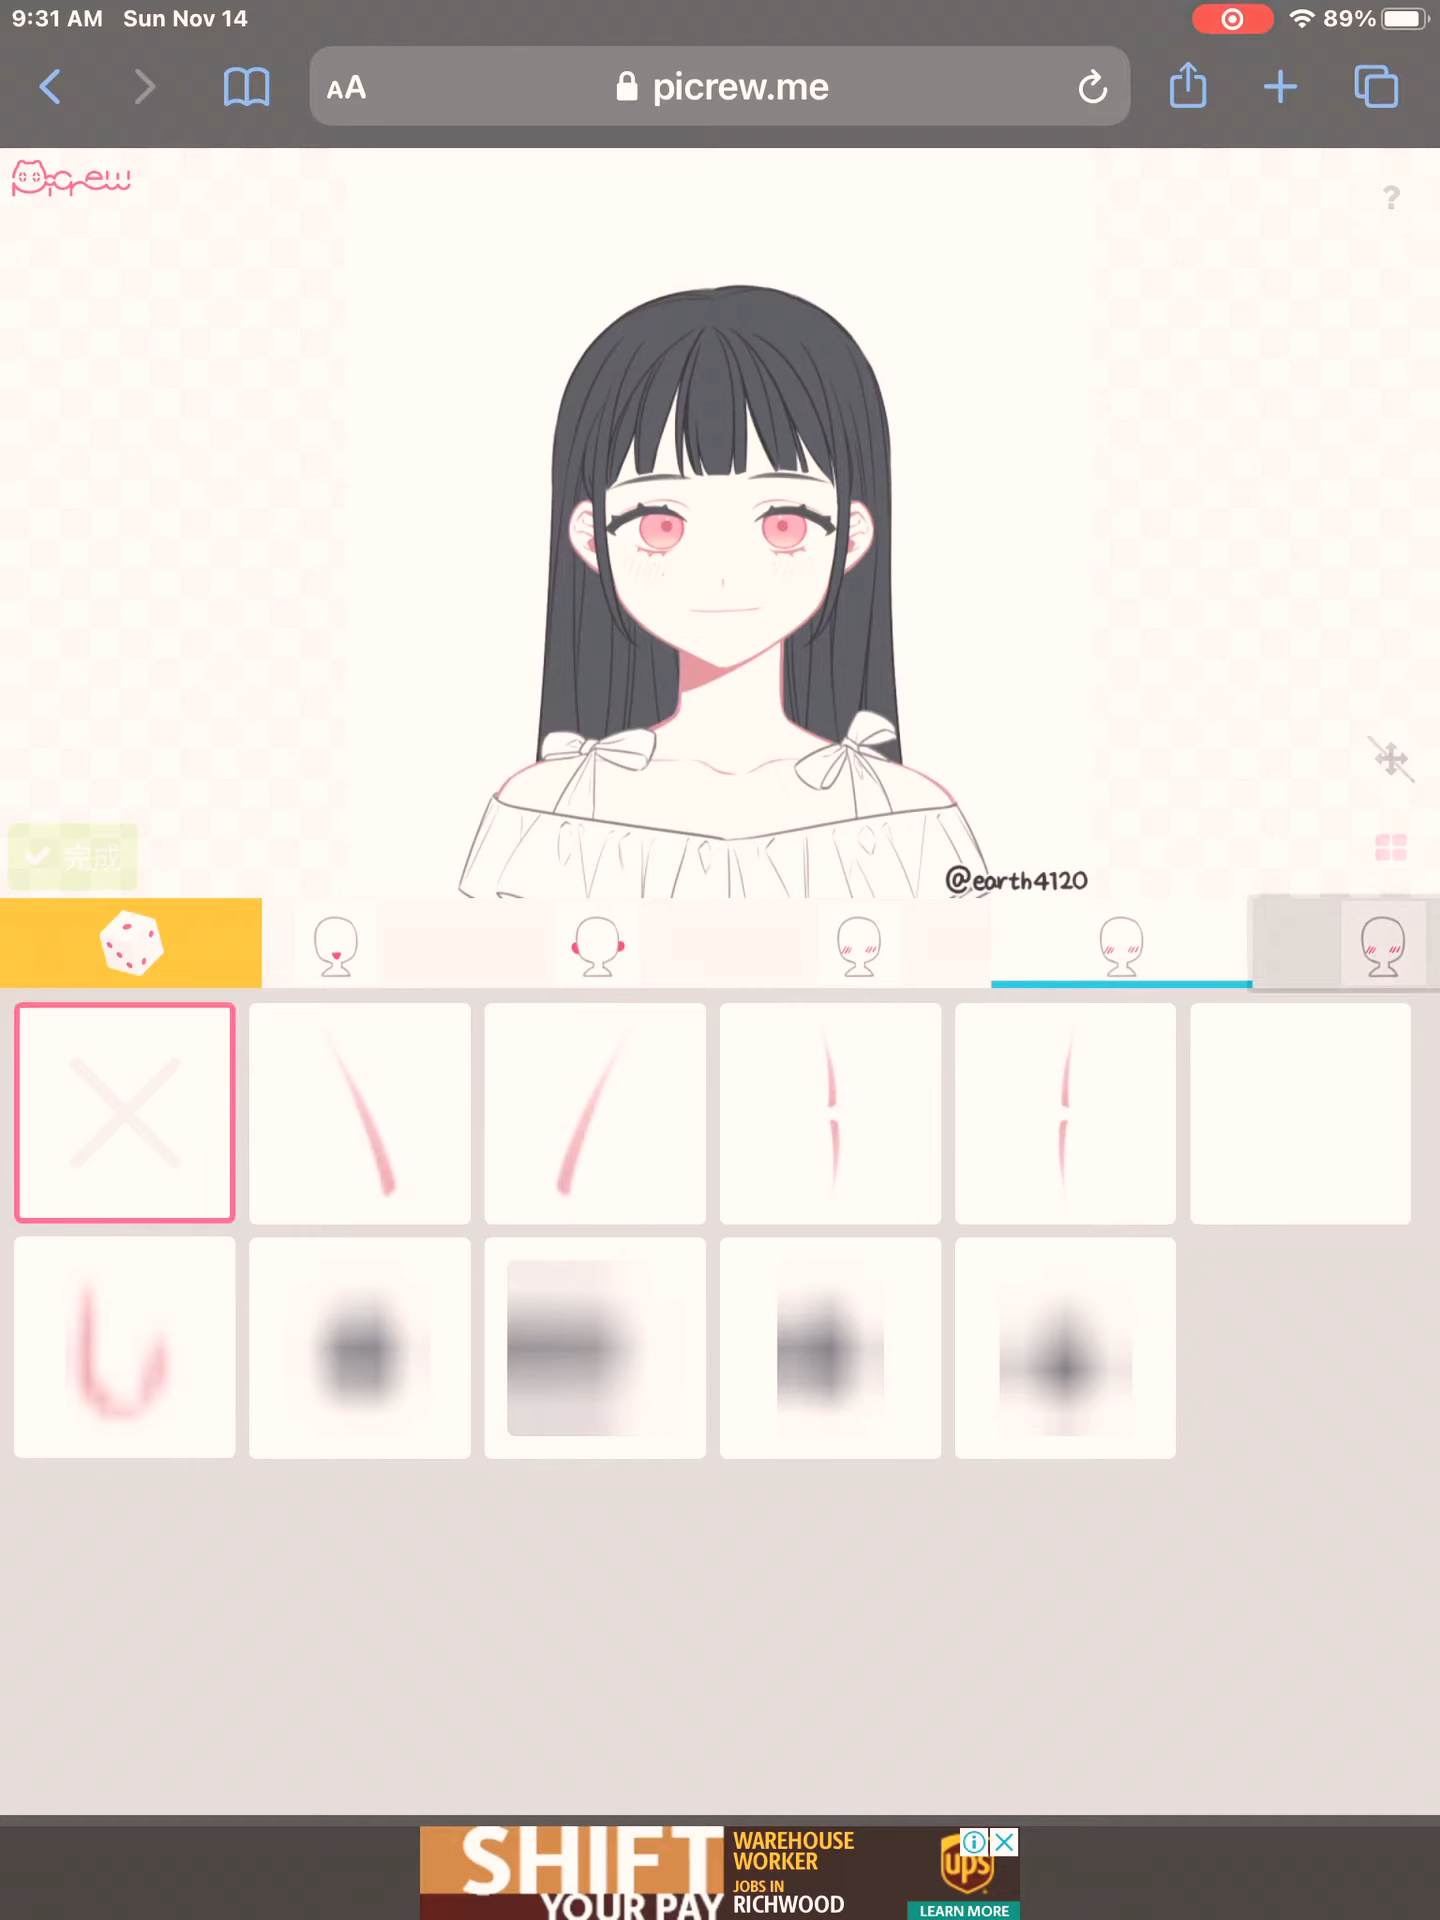 9:31 AM Sun Nov 14
89%
AA
picrew.me
Picrew
?
完成
@earth4120
SHIFT
YOUR PAY
WAREHOUSE
WORKER
JOBS IN
RICHWOOD
ups
LEARN MORE